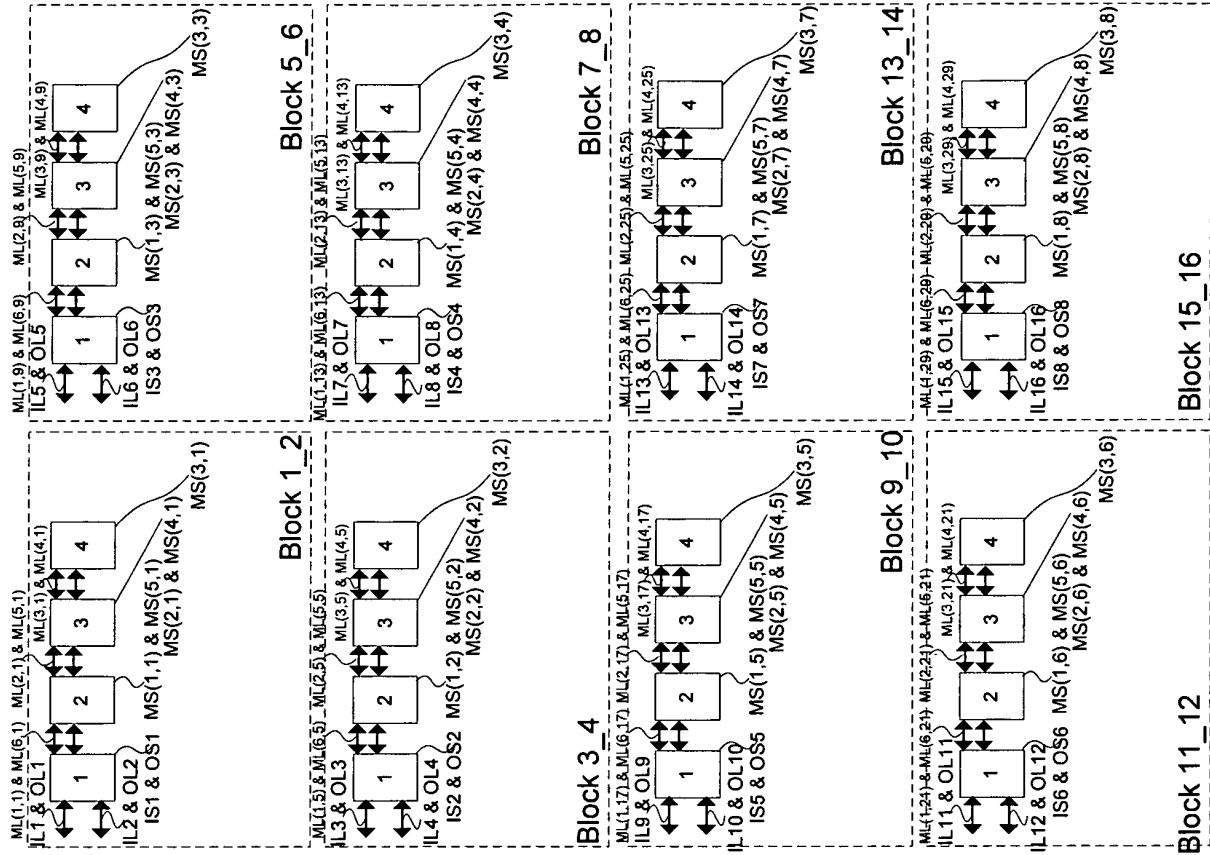 ML(1,1) & ML(6,1)
ML(2,1) & ML(5,1)
ML(3,1) & ML(4,1)
IL1 & OL1
1
2
3
4
IL2 & OL2
IS1 & OS1
MS(1,1) & MS(5,1)
MS(2,1) & MS(4,1)
MS(3,1)
Block 1_2
ML(1,9) & ML(6,9)
ML(2,9) & ML(5,9)
ML(3,9) & ML(4,9)
IL5 & OL5
1
2
3
4
IL6 & OL6
IS3 & OS3
MS(1,3) & MS(5,3)
MS(2,3) & MS(4,3)
MS(3,3)
Block 5_6
ML(1,5) & ML(6,5)
ML(2,5) & ML(5,5)
ML(3,5) & ML(4,5)
IL3 & OL3
1
2
3
4
IL4 & OL4
IS2 & OS2
MS(1,2) & MS(5,2)
MS(2,2) & MS(4,2)
MS(3,2)
Block 3_4
ML(1,13) & ML(6,13)
ML(2,13) & ML(5,13)
ML(3,13) & ML(4,13)
IL7 & OL7
1
2
3
4
IL8 & OL8
IS4 & OS4
MS(1,4) & MS(5,4)
MS(2,4) & MS(4,4)
MS(3,4)
Block 7_8
ML(1,17) & ML(6,17)
ML(2,17) & ML(5,17)
ML(3,17) & ML(4,17)
IL9 & OL9
1
2
3
4
IL10 & OL10
IS5 & OS5
MS(1,5) & MS(5,5)
MS(2,5) & MS(4,5)
MS(3,5)
Block 9_10
ML(1,25) & ML(6,25)
ML(2,25) & ML(5,25)
ML(3,25) & ML(4,25)
IL13 & OL13
1
2
3
4
IL14 & OL14
IS7 & OS7
MS(1,7) & MS(5,7)
MS(2,7) & MS(4,7)
MS(3,7)
Block 13_14
ML(1,21) & ML(6,21)
ML(2,21) & ML(5,21)
ML(3,21) & ML(4,21)
IL11 & OL11
1
2
3
4
IL12 & OL12
IS6 & OS6
MS(1,6) & MS(5,6)
MS(2,6) & MS(4,6)
MS(3,6)
Block 11_12
ML(1,29) & ML(6,29)
ML(2,29) & ML(5,29)
ML(3,29) & ML(4,29)
IL15 & OL15
1
2
3
4
IL16 & OL16
IS8 & OS8
MS(1,8) & MS(5,8)
MS(2,8) & MS(4,8)
MS(3,8)
Block 15_16